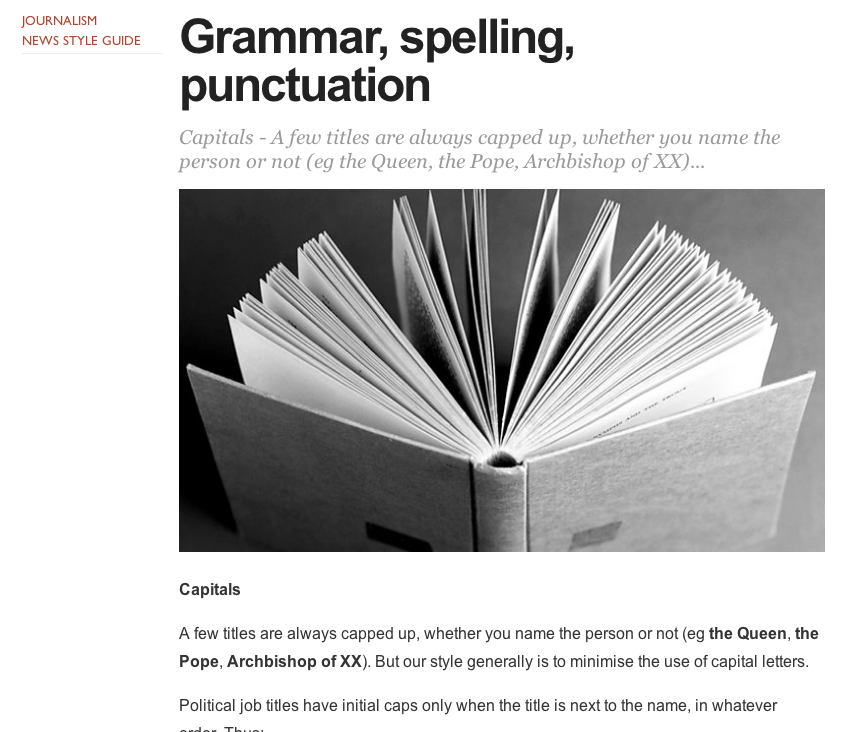 JOURNALISM
NEWS STYLE GUIDE
Grammar, spelling,
punctuation
Capitals - A few titles are always capped up, whether you name the
person or not (eg the Queen, the Pope, Archbishop of XX)...
Capitals
A few titles are always capped up, whether you name the person or not (eg the Queen, the
Pope, Archbishop of XX). But our style generally is to minimise the use of capital letters.
Political job titles have initial caps only when the title is next to the name, in whatever
order. Thus: